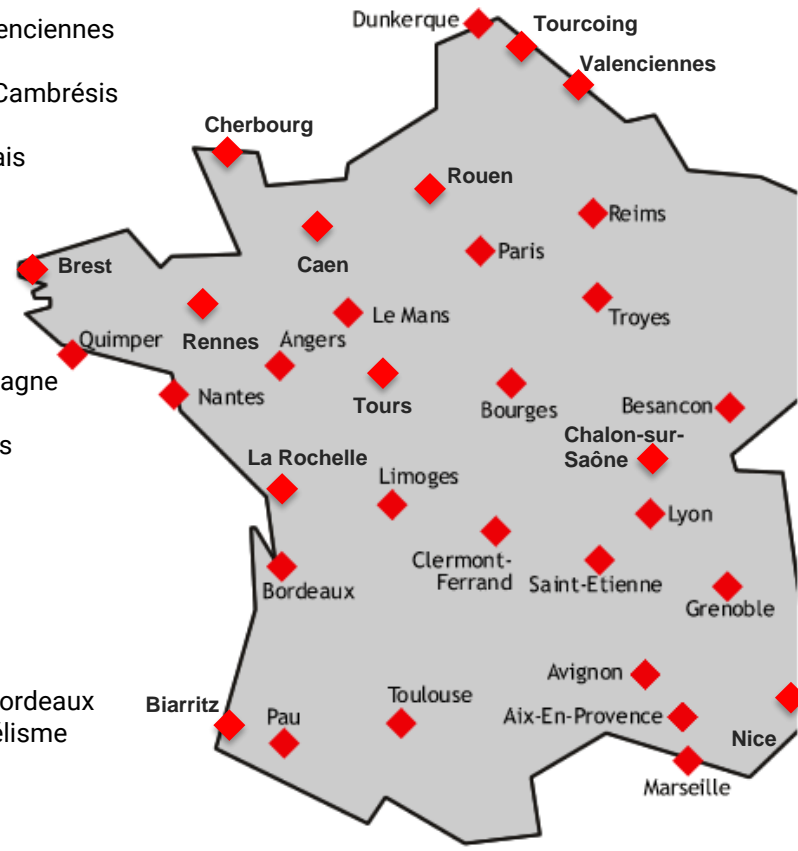 enciennes
Cambrésis
ais
agne
s
ordeaux
élisme
Dunkerque
Tourcoing
Valenciennes
Cherbourg
Rouen
Reims
Caen
Paris
Brest
Le Mans
Troyes
Quimper
Rennes
Angers
Nantes
Tours
Bourges
Besancon
Chalon-sur-
Saône
La Rochelle
Limoges
Lyon
Clermont-
Ferrand
Saint-Etienne
Bordeaux
Grenoble
Avignon
Biarritz
Pau
Toulouse
Aix-En-Provence
Nice
Marseille